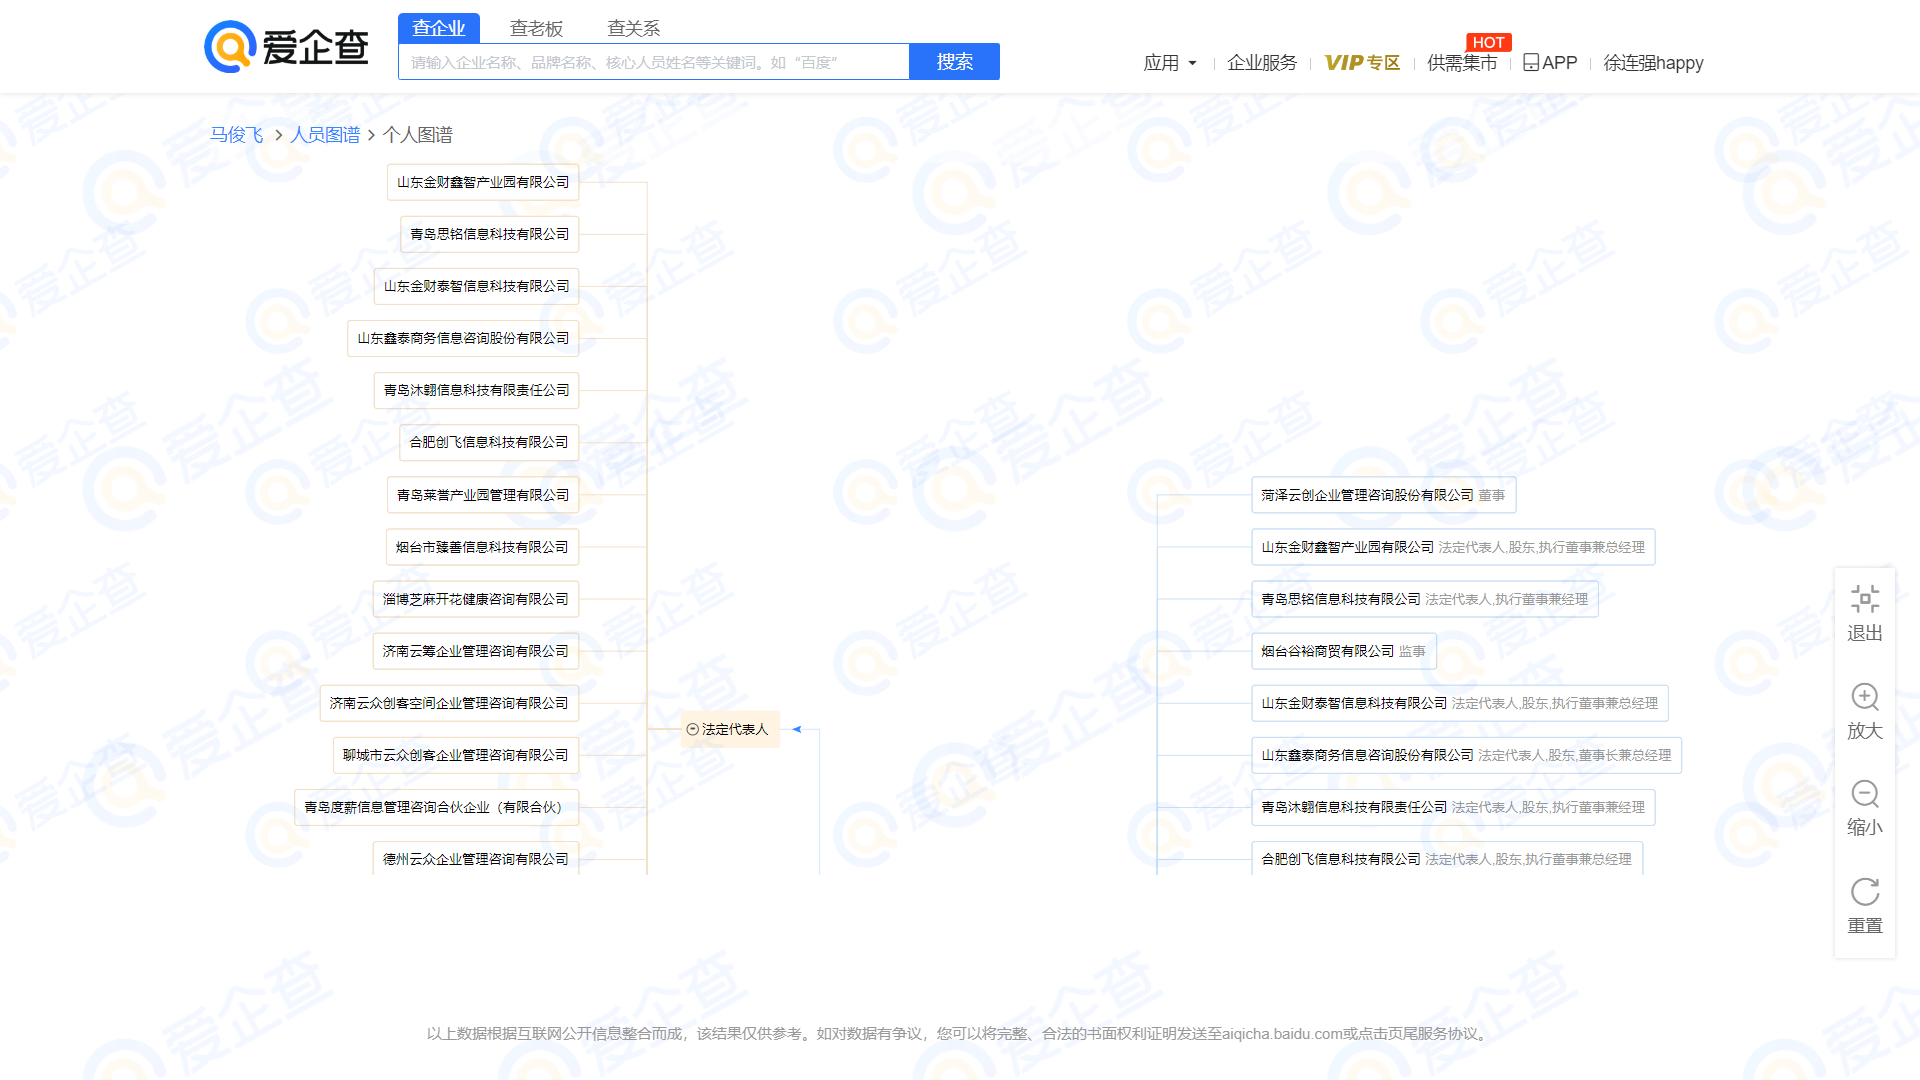 爱企查
查企业 查老板 查关系
请输入企业名称、品牌名称、核心人员姓名等关键词。如“百度” 搜索
HOT
应用 企业服务 VIP专区 供需集市 APP 徐连强happy
马俊飞 > 人员图谱 > 个人图谱
山东金财鑫智产业园有限公司
青岛思铭信息科技有限公司
山东金财泰智信息科技有限公司
山东鑫泰商务信息咨询股份有限公司
青岛沐翱信息科技有限责任公司
合肥创飞信息科技有限公司
青岛莱誉产业园管理有限公司
烟台市臻善信息科技有限公司
淄博芝麻开花健康咨询有限公司
济南云筹企业管理咨询有限公司
济南云众创客空间企业管理咨询有限公司
聊城市云众创客企业管理咨询有限公司
青岛度薪信息管理咨询合伙企业（有限合伙）
德州云众企业管理咨询有限公司
法定代表人
菏泽云创企业管理咨询股份有限公司 董事
山东金财鑫智产业园有限公司 法定代表人,股东,执行董事兼总经理
青岛思铭信息科技有限公司 法定代表人,执行董事兼经理
烟台谷裕商贸有限公司 监事
山东金财泰智信息科技有限公司 法定代表人,股东,执行董事兼总经理
山东鑫泰商务信息咨询股份有限公司 法定代表人,股东,董事长兼总经理
青岛沐翱信息科技有限责任公司 法定代表人,股东,执行董事兼经理
合肥创飞信息科技有限公司 法定代表人,股东,执行董事兼总经理
退出
放大
缩小
重置
以上数据根据互联网公开信息整合而成，该结果仅供参考。如对数据有争议，您可以将完整、合法的书面权利证明发送至aiqicha.baidu.com或点击页尾服务协议。